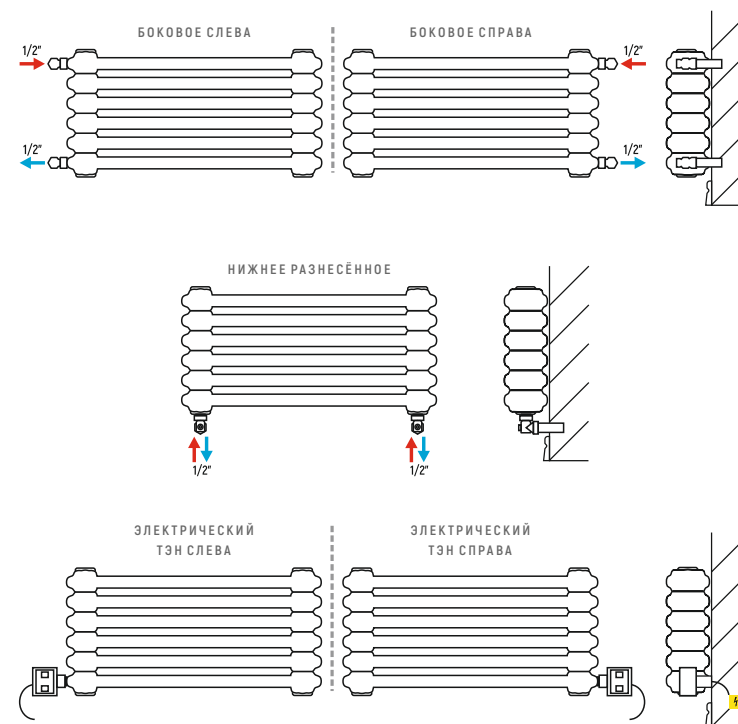 БОКОВОЕ СЛЕВА
БОКОВОЕ СПРАВА
1/2"
1/2"
1/2"
1/2"
НИЖНЕЕ РАЗНЕСЁННОЕ
1/2"
1/2"
ЭЛЕКТРИЧЕСКИЙ
ТЭН СЛЕВА
ЭЛЕКТРИЧЕСКИЙ
ТЭН СПРАВА